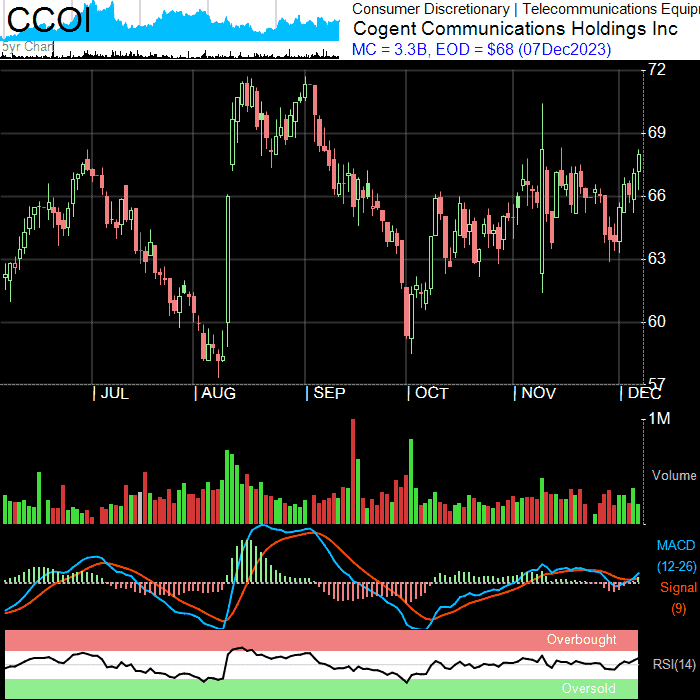 CCOI
5yr Chart
Consumer Discretionary | Telecommunications Equip
Cogent Communications Holdings Inc
MC = 3.3B, EOD = $68 (07Dec2023)
72
69
66
63
60
57
JUL AUG SEP OCT NOV DEC
1M
Volume
MACD
(12-26)
Signal
(9)
Overbought
RSI(14)
Oversold